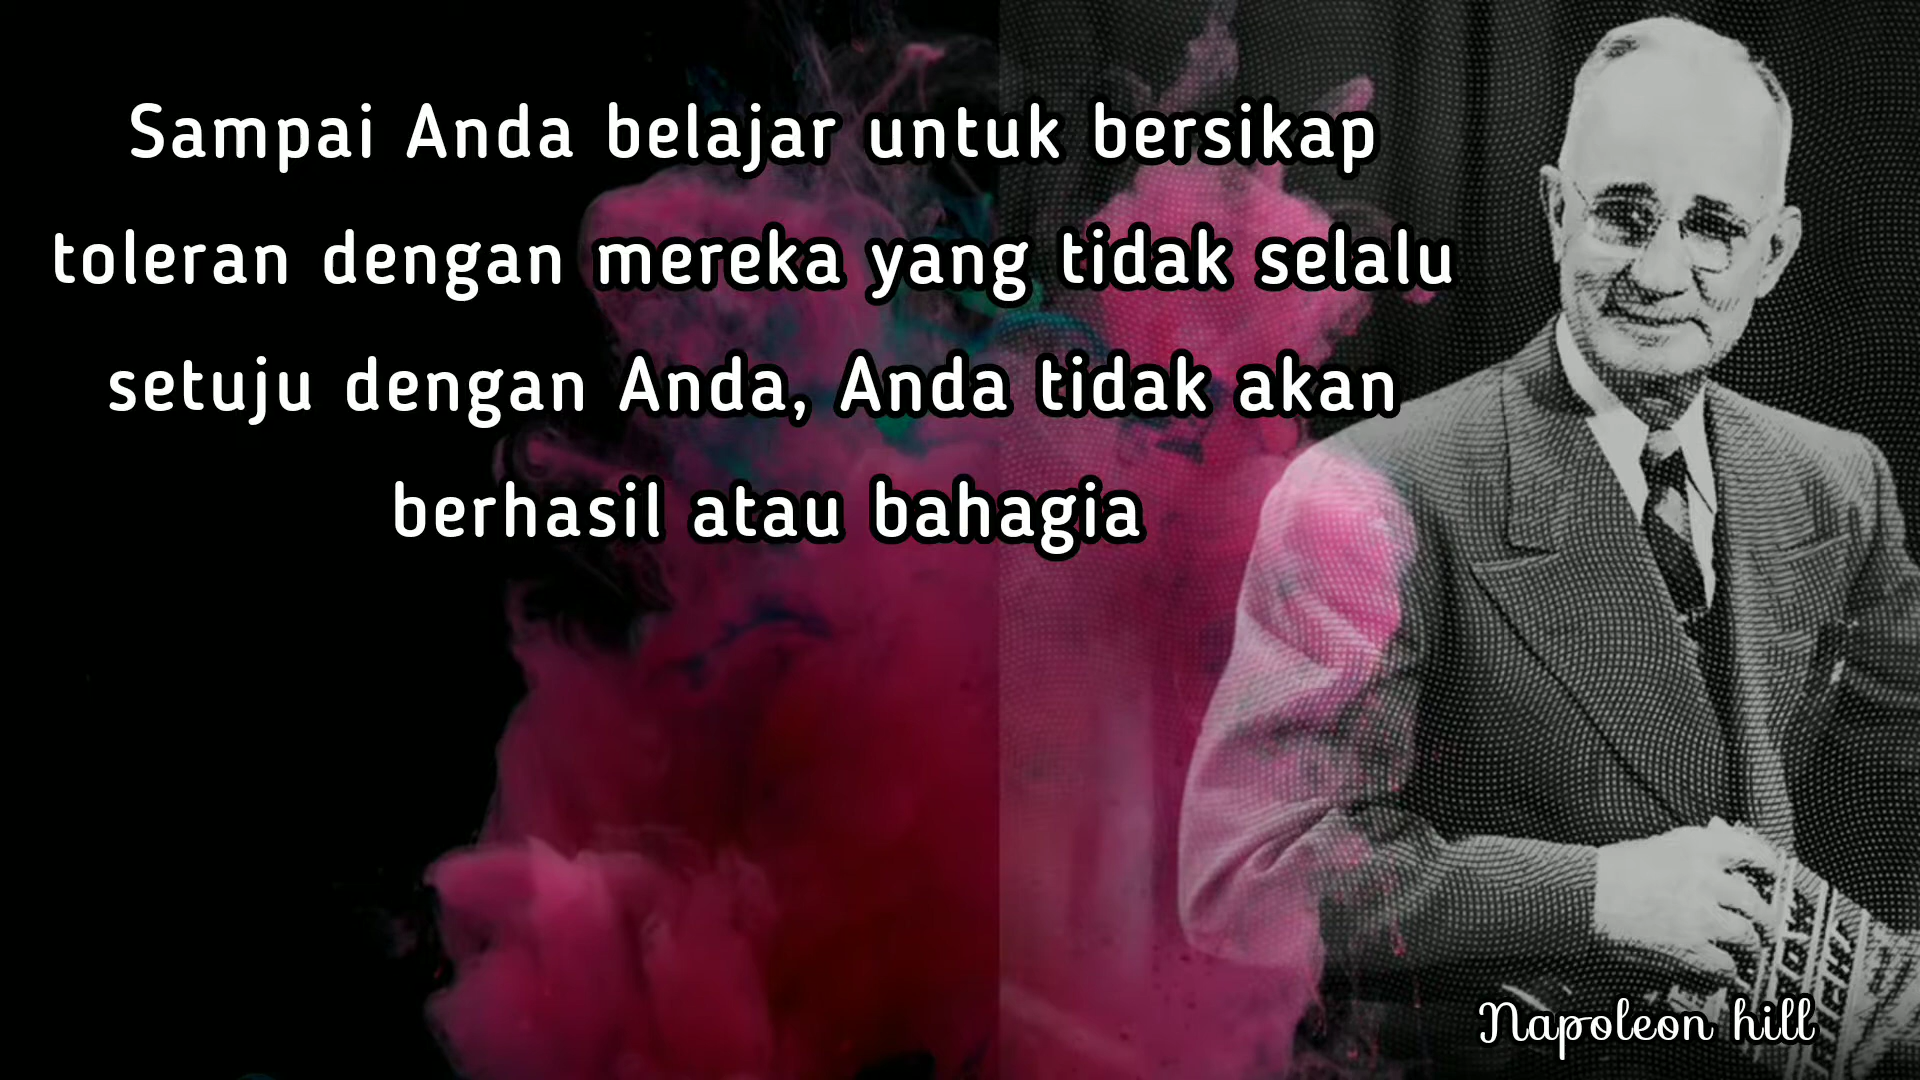 Sampai Anda belajar untuk bersikap
toleran dengan mereka yang tidak selalu
setuju dengan Anda, Anda tidak akan
berhasil atau bahagia
Napoleon hill